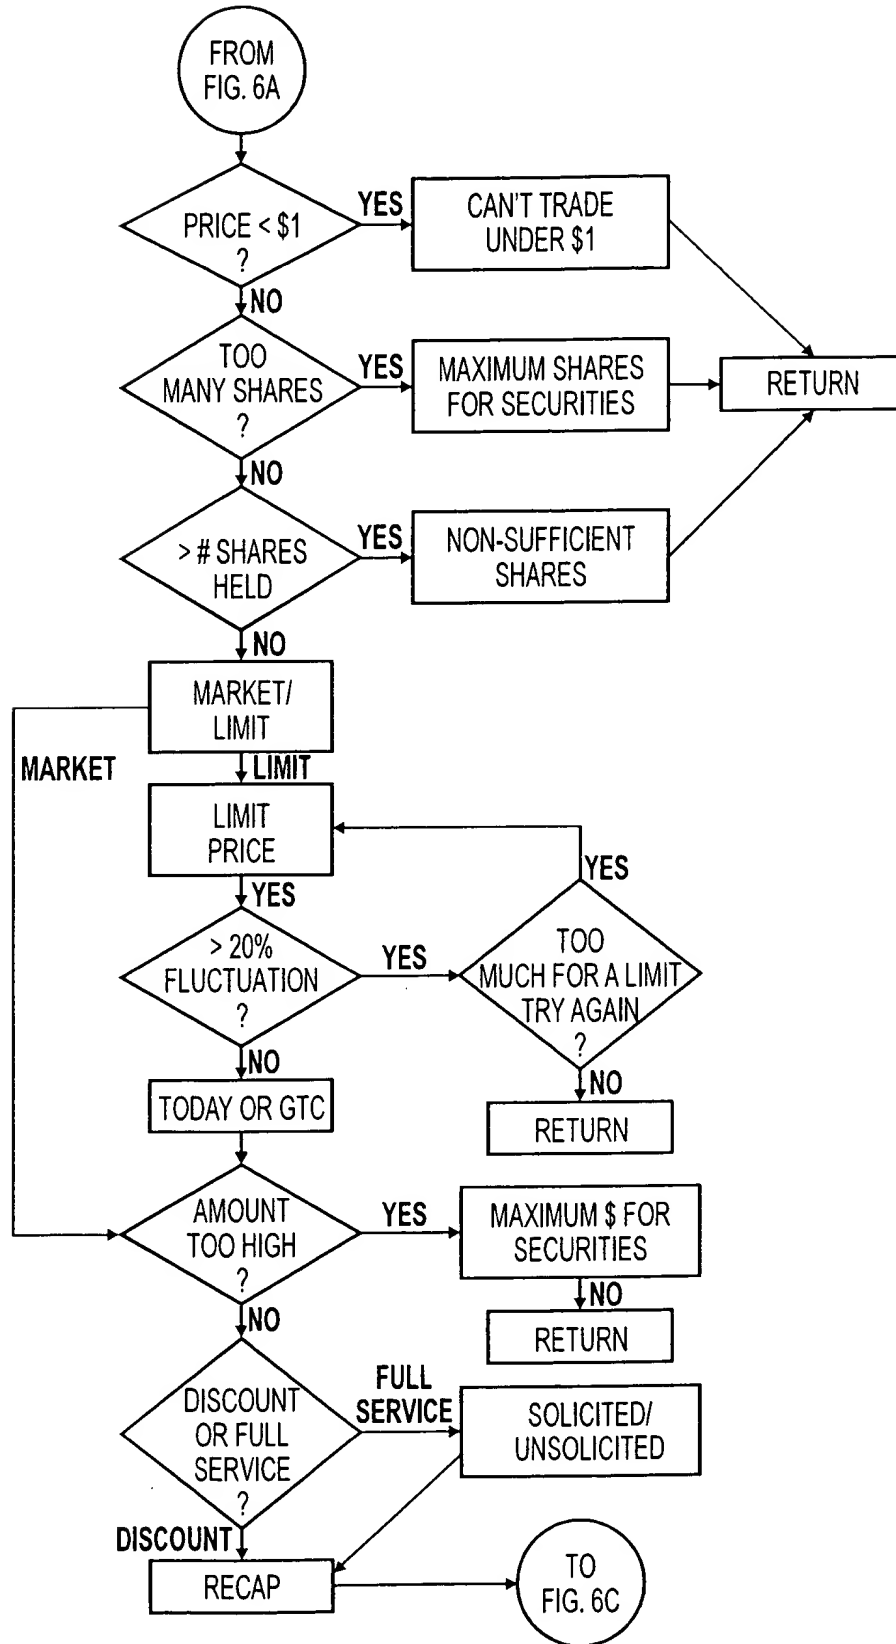 FROM
FIG. 6A
PRICE < $1
?
YES
CAN'T TRADE
UNDER $1
NO
TOO
MANY SHARES
?
YES
MAXIMUM SHARES
FOR SECURITIES
RETURN
NO
> # SHARES
HELD
YES
NON-SUFFICIENT
SHARES
NO
MARKET/
LIMIT
MARKET
LIMIT
LIMIT
PRICE
YES
YES
> 20%
FLUCTUATION
?
YES
TOO
MUCH FOR A LIMIT
TRY AGAIN
?
NO
NO
TODAY OR GTC
RETURN
AMOUNT
TOO HIGH
?
YES
MAXIMUM $ FOR
SECURITIES
NO
NO
RETURN
DISCOUNT
OR FULL
SERVICE
?
FULL
SERVICE
SOLICITED/
UNSOLICITED
DISCOUNT
RECAP
TO
FIG. 6C